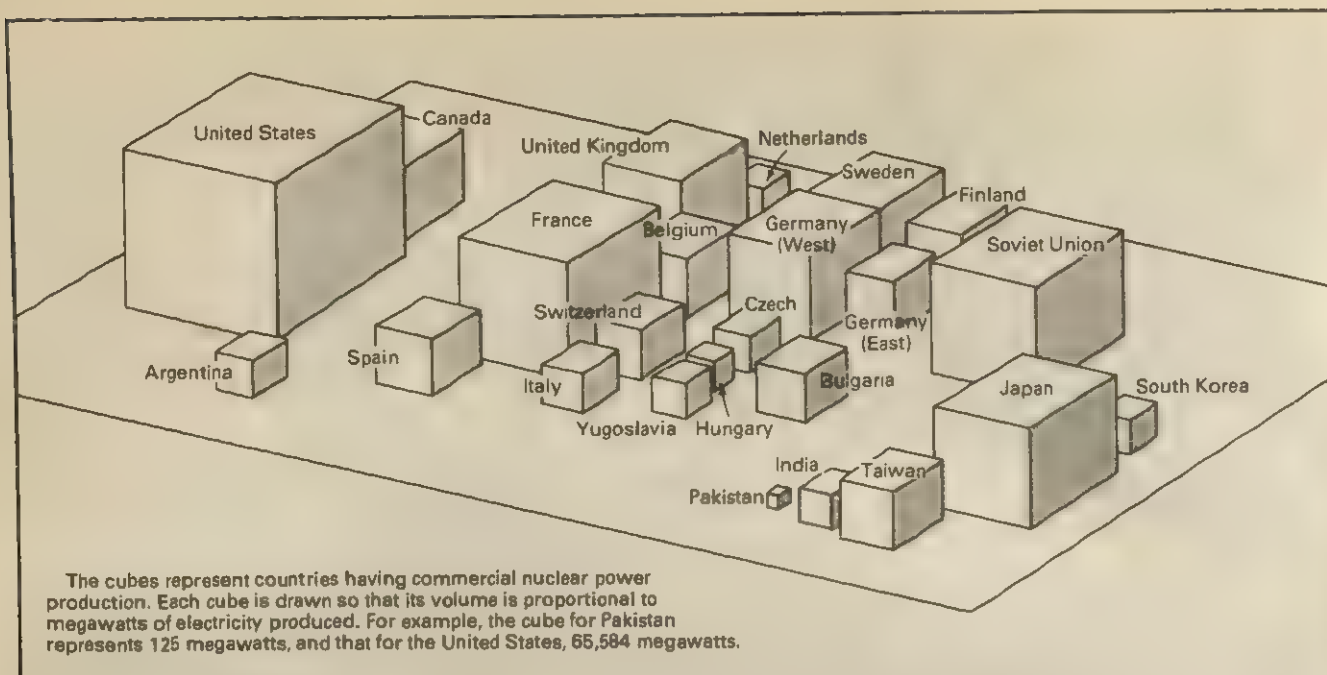 United States
Canada
United Kingdom
Netherlands
Sweden
Finland
France
Belgium
Germany
(West)
Soviet Union
Switzerland
Czech
Germany
(East)
Argentina
Spain
Italy
Bulgaria
Yugoslavia
Hungary
Japan
South Korea
India
Taiwan
Pakistan
The cubes represent countries having commercial nuclear power
production. Each cube is drawn so that its volume is proportional to
megawatts of electricity produced. For example, the cube for Pakistan
represents 125 megawatts, and that for the United States, 65,584 megawatts.